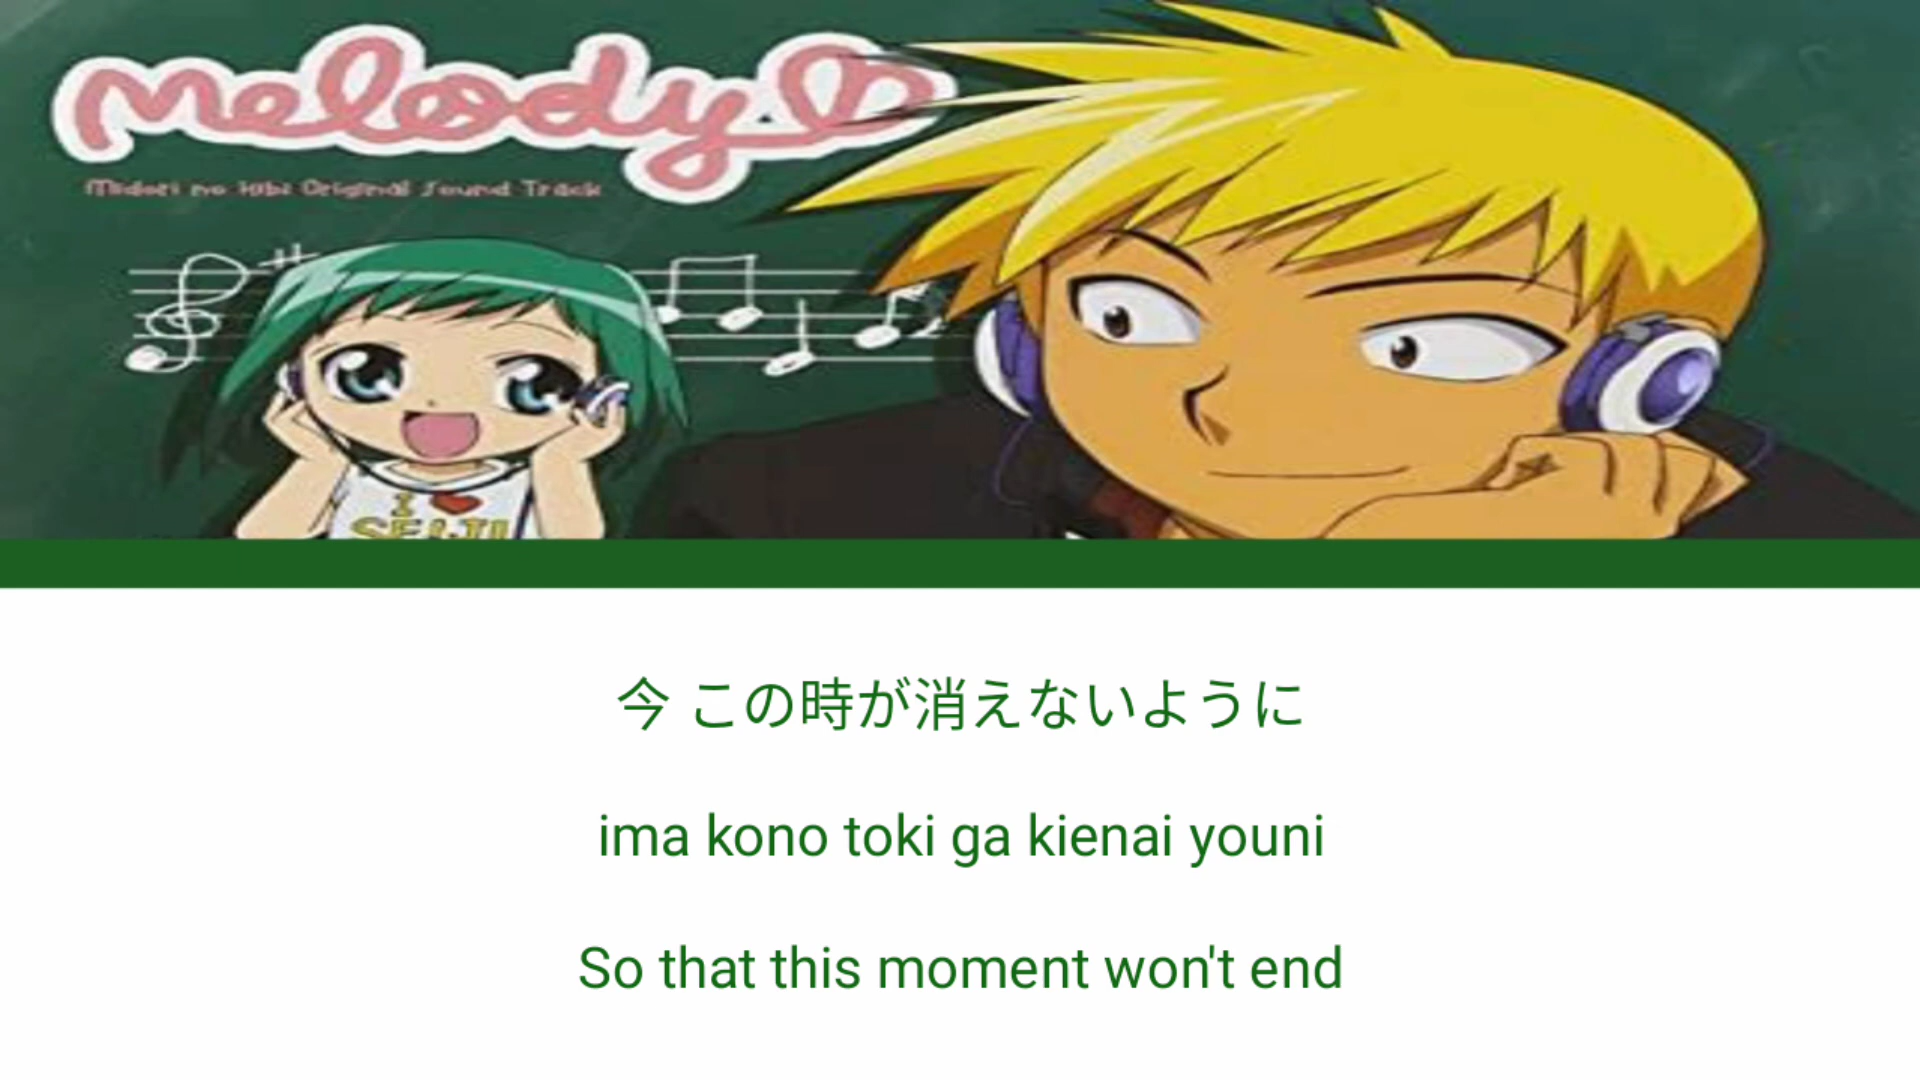 Melody
Midori no Hibi Original Sound Track
I ♥
SEIJI
今 この時が消えないように
ima kono toki ga kienai youni
So that this moment won't end